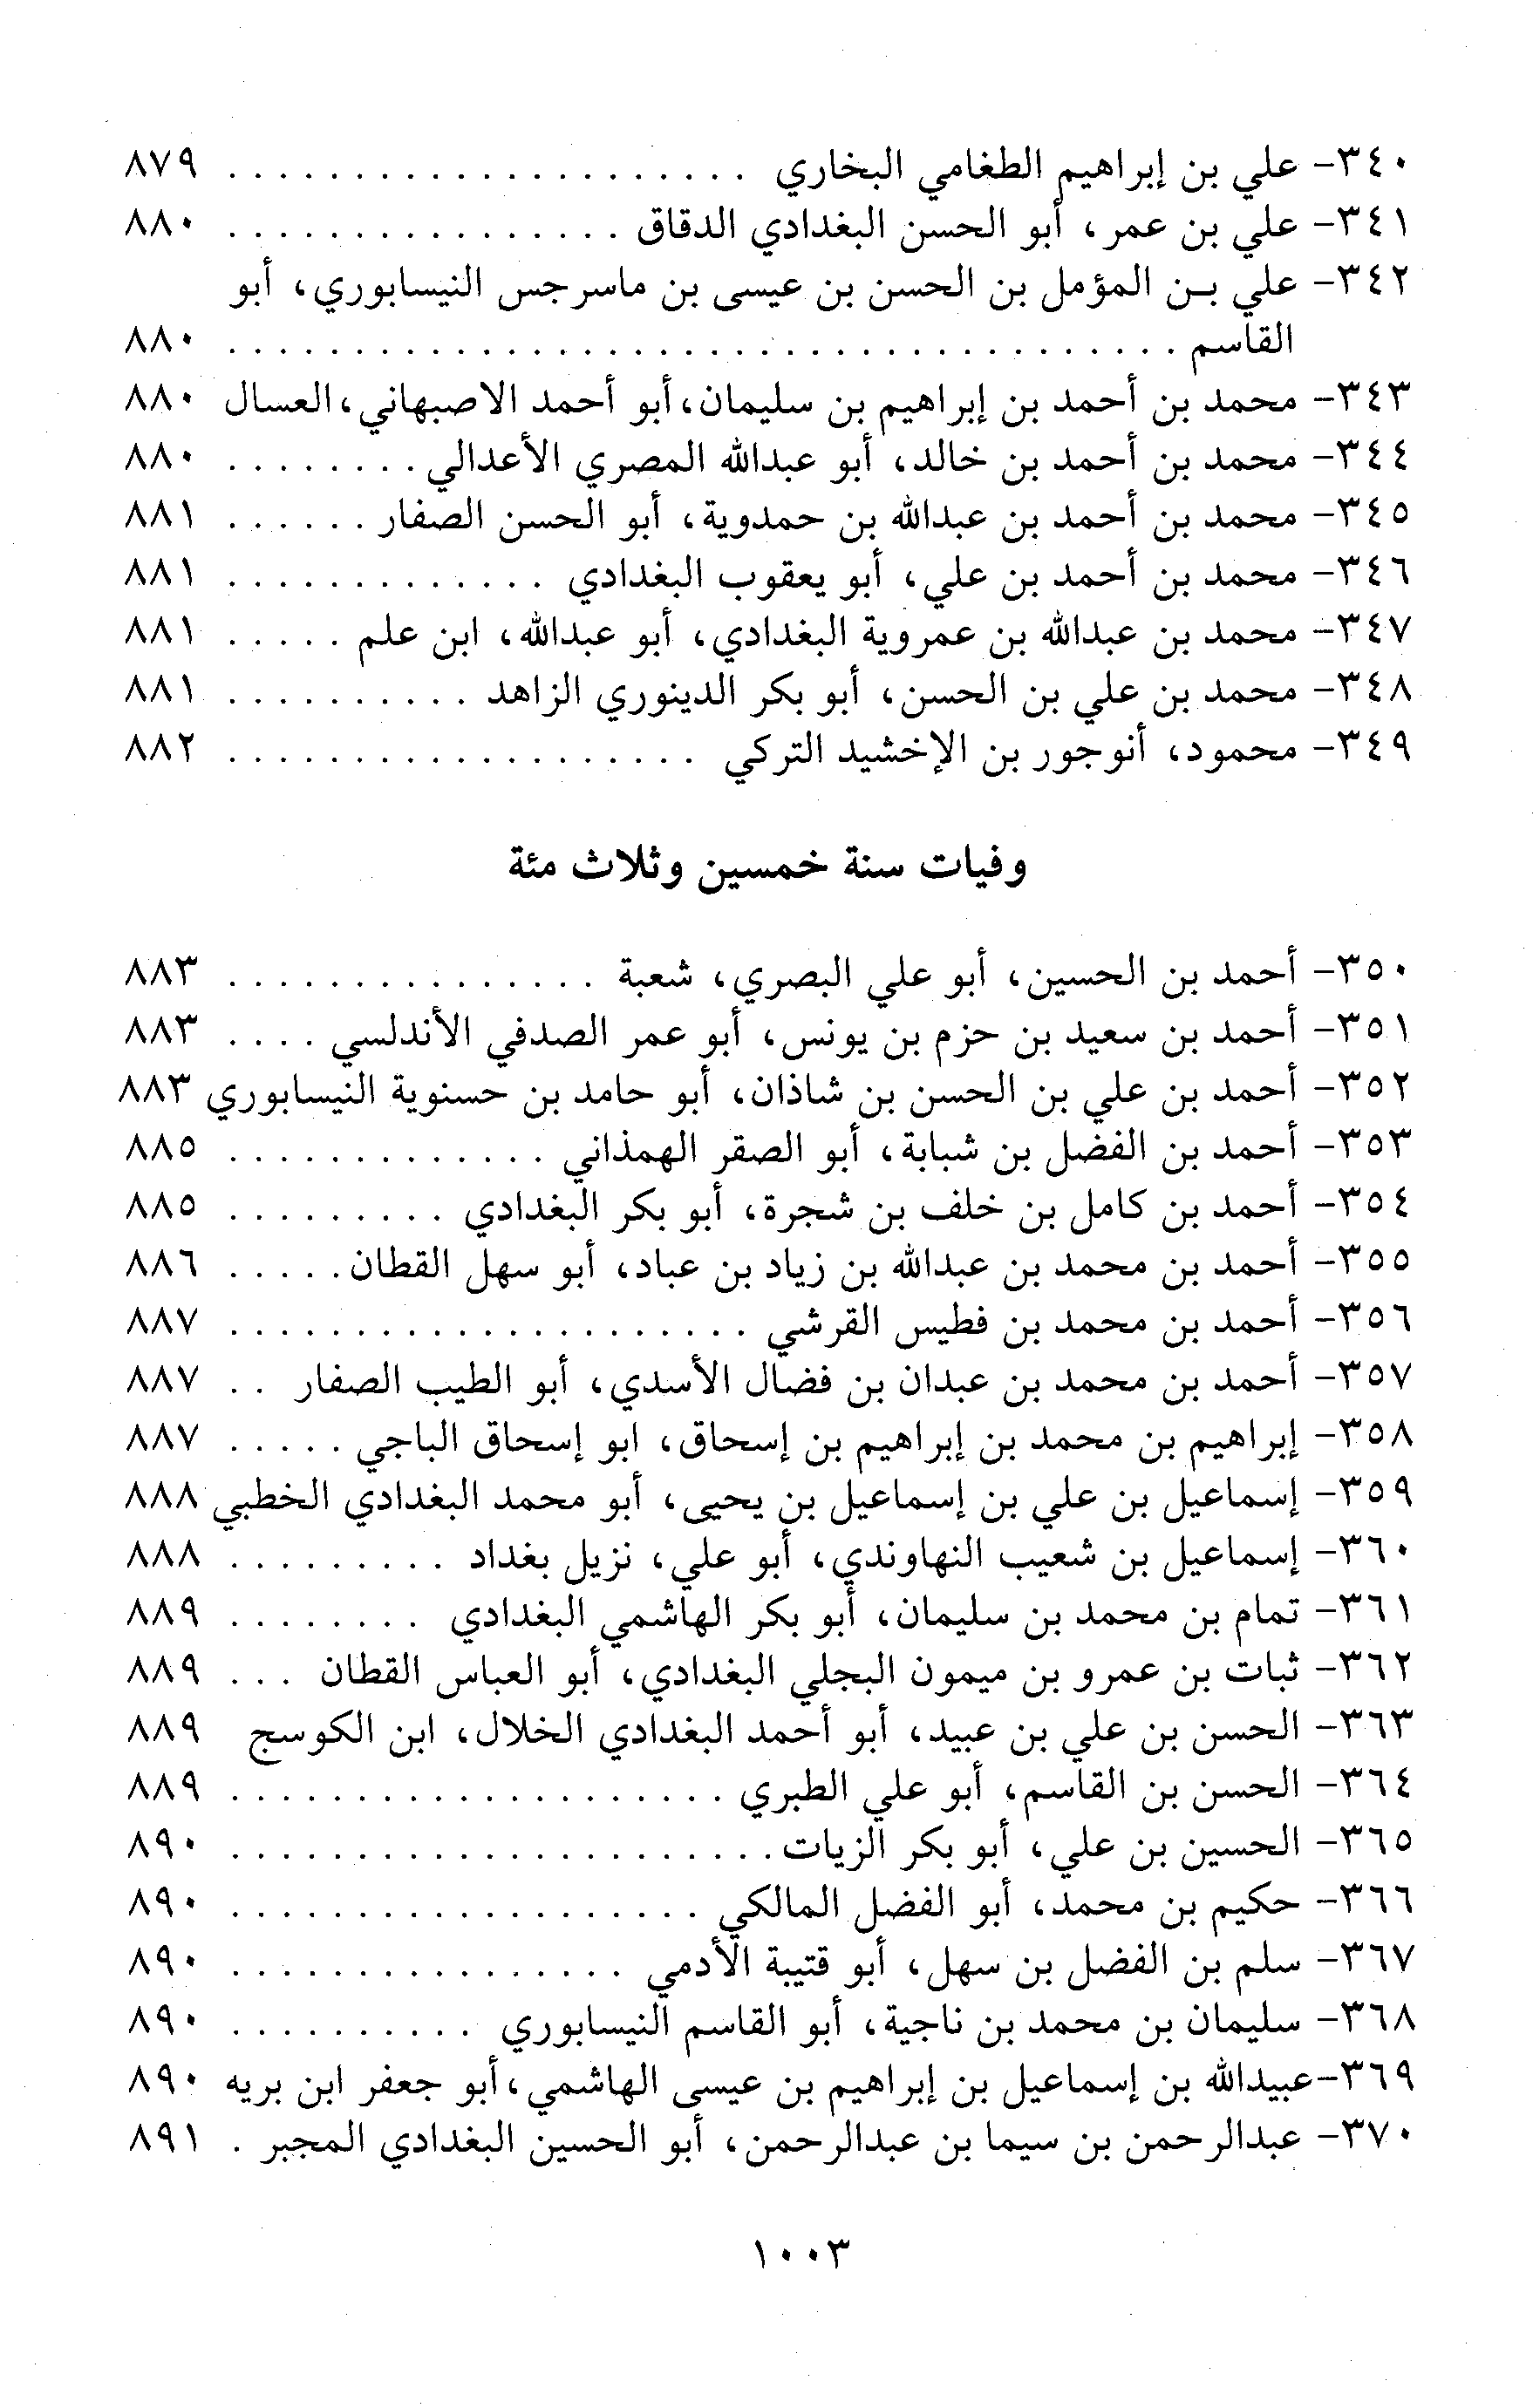 ٣٤٠- علي بن إبراهيم الطغامي البخاري . . . . . . . . . . . . . . . . . . . . . ٨٧٩
٣٤١- علي بن عمر، أبو الحسن البغدادي الدقاق . . . . . . . . . . . . . . . . ٨٨٠
٣٤٢- علي بن المؤمل بن الحسن بن عيسى بن ماسرجس النيسابوري، أبو
القاسم . . . . . . . . . . . . . . . . . . . . . . . . . . . . . . . . . . . . . . ٨٨٠
٣٤٣- محمد بن أحمد بن إبراهيم بن سليمان، أبو أحمد الاصبهاني، العسال ٨٨٠
٣٤٤- محمد بن أحمد بن خالد، أبو عبدالله المصري الأعدالي . . . . . . . . ٨٨٠
٣٤٥- محمد بن أحمد بن عبدالله بن حمدوية، أبو الحسن الصفار . . . . . . ٨٨١
٣٤٦- محمد بن أحمد بن علي، أبو يعقوب البغدادي . . . . . . . . . . . . . ٨٨١
٣٤٧- محمد بن عبدالله بن عمروية البغدادي، أبو عبدالله، ابن علم . . . . . ٨٨١
٣٤٨- محمد بن علي بن الحسن، أبو بكر الدينوري الزاهد . . . . . . . . . . ٨٨١
٣٤٩- محمود، أنوجور بن الإخشيد التركي . . . . . . . . . . . . . . . . . . . ٨٨٢
وفيات سنة خمسين وثلاث مئة
٣٥٠- أحمد بن الحسين، أبو علي البصري، شعبة . . . . . . . . . . . . . . . ٨٨٣
٣٥١- أحمد بن سعيد بن حزم بن يونس، أبو عمر الصدفي الأندلسي . . . . ٨٨٣
٣٥٢- أحمد بن علي بن الحسن بن شاذان، أبو حامد بن حسنوية النيسابوري ٨٨٣
٣٥٣- أحمد بن الفضل بن شبابة، أبو الصقر الهمذاني . . . . . . . . . . . . . ٨٨٥
٣٥٤- أحمد بن كامل بن خلف بن شجرة، أبو بكر البغدادي . . . . . . . . . ٨٨٥
٣٥٥- أحمد بن محمد بن عبدالله بن زياد بن عباد، أبو سهل القطان . . . . . ٨٨٦
٣٥٦- أحمد بن محمد بن فطيس القرشي . . . . . . . . . . . . . . . . . . . . . ٨٨٧
٣٥٧- أحمد بن محمد بن عبدان بن فضال الأسدي، أبو الطيب الصفار . . ٨٨٧
٣٥٨- إبراهيم بن محمد بن إبراهيم بن إسحاق، ابو إسحاق الباجي . . . . . ٨٨٧
٣٥٩- إسماعيل بن علي بن إسماعيل بن يحيى، أبو محمد البغدادي الخطبي ٨٨٨
٣٦٠- إسماعيل بن شعيب النهاوندي، أبو علي، نزيل بغداد . . . . . . . . . ٨٨٨
٣٦١- تمام بن محمد بن سليمان، أبو بكر الهاشمي البغدادي . . . . . . . . ٨٨٩
٣٦٢- ثبات بن عمرو بن ميمون البجلي البغدادي، أبو العباس القطان . . . ٨٨٩
٣٦٣- الحسن بن علي بن عبيد، أبو أحمد البغدادي الخلال، ابن الكوسج ٨٨٩
٣٦٤- الحسن بن القاسم، أبو علي الطبري . . . . . . . . . . . . . . . . . . . . ٨٨٩
٣٦٥- الحسين بن علي، أبو بكر الزيات . . . . . . . . . . . . . . . . . . . . . . ٨٩٠
٣٦٦- حكيم بن محمد، أبو الفضل المالكي . . . . . . . . . . . . . . . . . . . ٨٩٠
٣٦٧- سلم بن الفضل بن سهل، أبو قتيبة الأدمي . . . . . . . . . . . . . . . . ٨٩٠
٣٦٨- سليمان بن محمد بن ناجية، أبو القاسم النيسابوري . . . . . . . . . . ٨٩٠
٣٦٩- عبيدالله بن إسماعيل بن إبراهيم بن عيسى الهاشمي، أبو جعفر ابن بريه ٨٩٠
٣٧٠- عبدالرحمن بن سيما بن عبدالرحمن، أبو الحسين البغدادي المجبر . ٨٩١
١٠٠٣